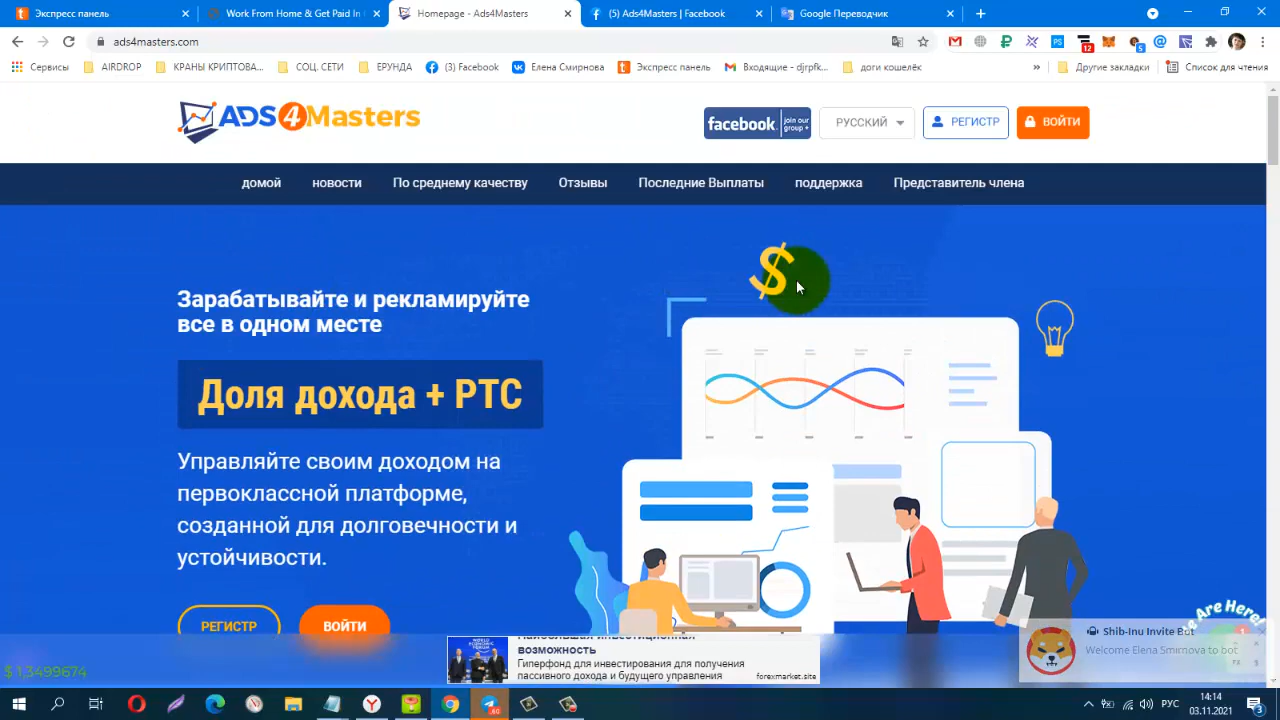 Экспресс панель
Work From Home & Get Paid In
Homepage - Ads4Masters
(5) Ads4Masters | Facebook
Google Переводчик
ads4masters.com
Сервисы
AIRDROP
КРАНЫ КРИПТОВА...
СОЦ. СЕТИ
ЕРУНДА
(3) Facebook
Елена Смирнова
Экспресс панель
Входящие - djrpfk...
доги кошелёк
»
Другие закладки
Список для чтения
ADS4Masters
facebook. join our group +
РУССКИЙ
РЕГИСТР
ВОЙТИ
домой
новости
По среднему качеству
Отзывы
Последние Выплаты
поддержка
Представитель члена
Зарабатывайте и рекламируйте
все в одном месте
Доля дохода + PTC
Управляйте своим доходом на
первоклассной платформе,
созданной для долговечности и
устойчивости.
РЕГИСТР
ВОЙТИ
$ 1,3499674
возможность
Гиперфонд для инвестирования для получения
пассивного дохода и будущего управления
forexmarket.site
Are Here
Shib-Inu Invite Bot
Welcome Elena Smirnova to bot
РУС
14:14
03.11.2021